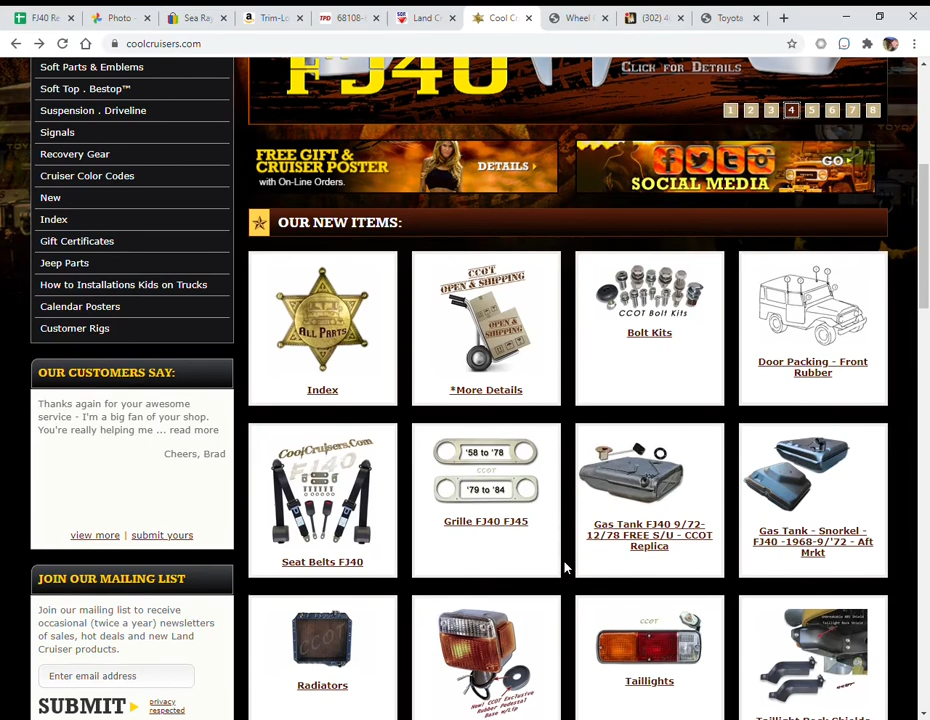 FJ40 Re
Photo -
Sea Ray
Trim-Lo
TPD
68108-
Land Cr
Cool Cr
Wheel (
(302) 4
Toyota
coolcruisers.com
Soft Parts & Emblems
Soft Top . Bestop™
Suspension . Driveline
Signals
Recovery Gear
Cruiser Color Codes
New
Index
Gift Certificates
Jeep Parts
How to Installations Kids on Trucks
Calendar Posters
Customer Rigs
OUR CUSTOMERS SAY:
Thanks again for your awesome
service - I'm a big fan of your shop.
You're really helping me ... read more
Cheers, Brad
view more | submit yours
JOIN OUR MAILING LIST
Join our mailing list to receive
occasional (twice a year) newsletters
of sales, hot deals and new Land
Cruiser products.
Enter email address
SUBMIT
privacy
respected
FJ40
CLICK FOR DETAILS
1 2 3 4 5 6 7 8
FREE GIFT &
CRUISER POSTER
with On-Line Orders.
DETAILS
GO
SOCIAL MEDIA
OUR NEW ITEMS:
ALL PARTS
Index
CCOT
OPEN & SHIPPING
OPEN &
SHIPPING
*More Details
CCOT Bolt Kits
Bolt Kits
Door Packing - Front
Rubber
CoolCruisers.Com
FJ40
Seat Belts FJ40
'58 to '78
CCOT
'79 to '84
Grille FJ40 FJ45
Gas Tank FJ40 9/72-
12/78 FREE S/U - CCOT
Replica
Gas Tank - Snorkel -
FJ40 -1968-9/'72 - Aft
Mrkt
CCOT
Radiators
New! CCOT Exclusive
Rubber Pedestal
Base w/Lip
CCOT
Taillights
Taillight Rock Shield
Taillight Rock Shields